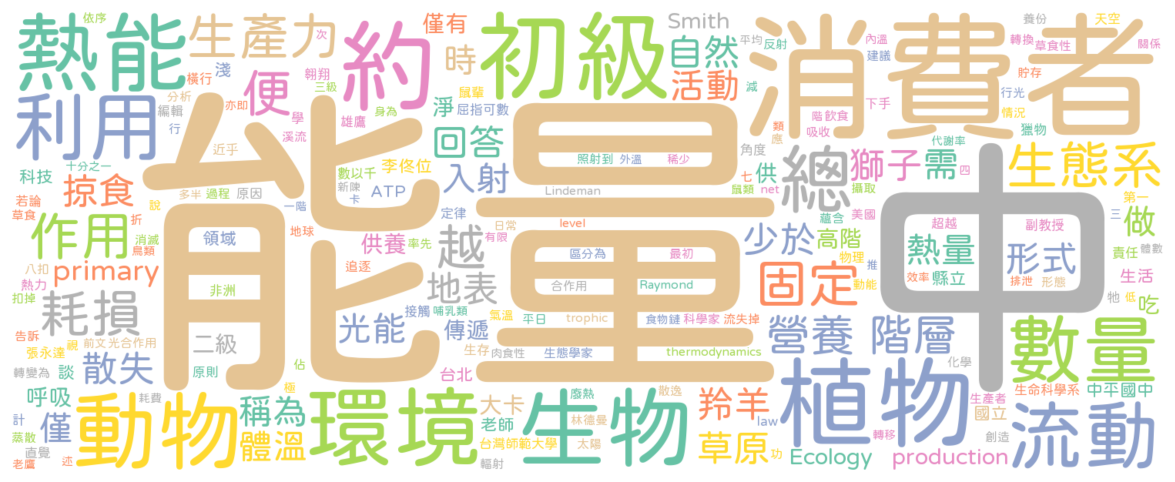 能量
中
消費者
初級
約
熱能
生產力
利用
便
僅有
時
Smith
自然
活動
淨
回答
入射
ATP
李佟位
總
獅子
需
生態系
供
掠食
作用
primary
科技
領域
供養
越
地表
少於
高階
固定
熱量
縣立
形式
做
生活
吃
耗損
二級
光能
傳遞
營養
階層
數量
散失
呼吸
談
僅
動物
稱為
體溫
環境
大卡
老師
生物
羚羊
草原
植物
流動
Ecology
production
國立
中平國中
台北
依序
橫行
淺
分析
編輯
行
亦即
學
溪流
近乎
次
翱翔
三級
身為
雄鷹
鼠輩
屈指可數
數以千
新陳
卡
多半
過程
原因
一階
地球
說
折
若論
草食
消滅
鳥類
八扣
熱力
扣掉
非洲
追逐
率先
定律
有限
日常
level
Lindeman
照射到
外溫
稀少
區分為
最初
合作用
Raymond
trophic
食物鏈
科學家
流失掉
生態學家
thermodynamics
接觸
哺乳類
氣溫
平日
生存
肉食性
告訴
張永達
親
前文
光合作用
轉變為
原則
佔
極
耗費
計
蒸散
直覺
老鷹
述
廢熱
散逸
林德曼
台灣師範大學
太陽
輻射
功
law
轉移
創造
生產者
生命科學系
化學
平均
反射
減
角度
類
應
七
鼠類
net
蘊含
美國
攝取
物理
推
動能
階
飲食
吸收
下手
內溫
建議
養份
天空
轉換
草食性
關係
貯存
行光
情況
獵物
代謝率
四
第一
超越
副教授
三
責任
體數
效率
排泄
形態
牠
低
十分之一